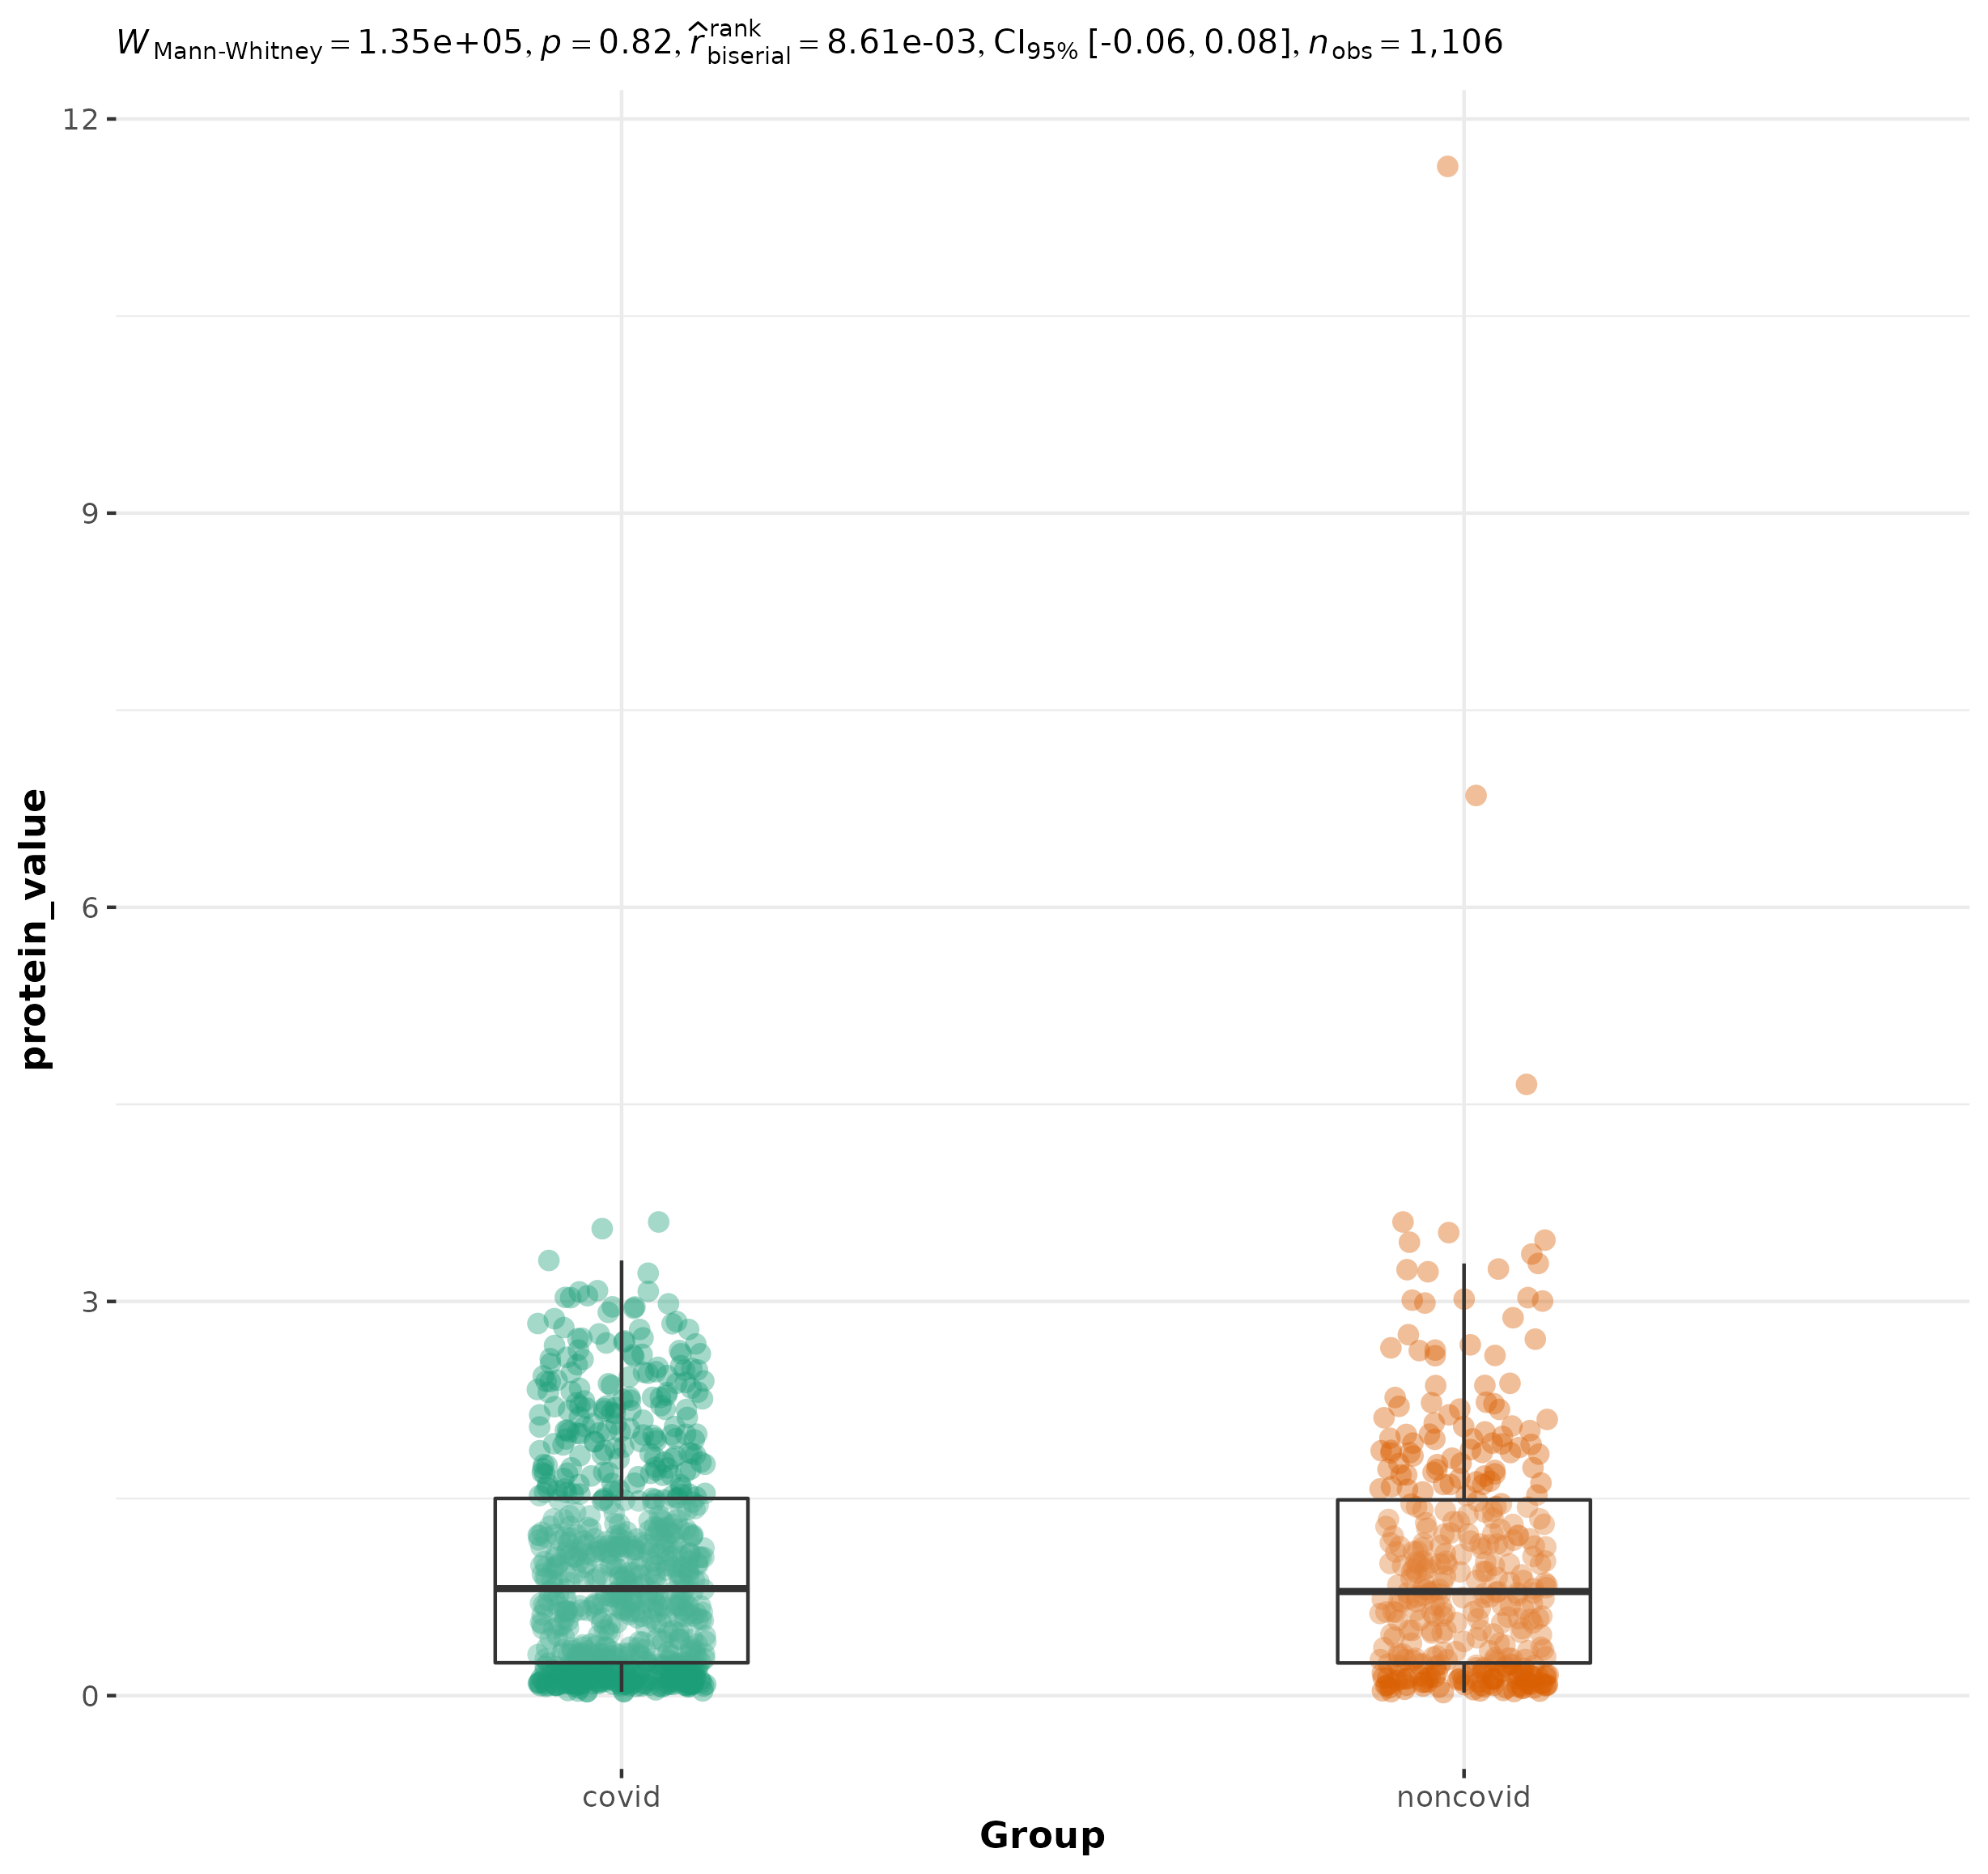 W Mann-Whitney = 1.35e+05, p = 0.82, r̂ rank biserial = 8.61e-03, CI95% [-0.06, 0.08], nobs = 1,106
12
9
6
3
0
protein_value
covid
noncovid
Group